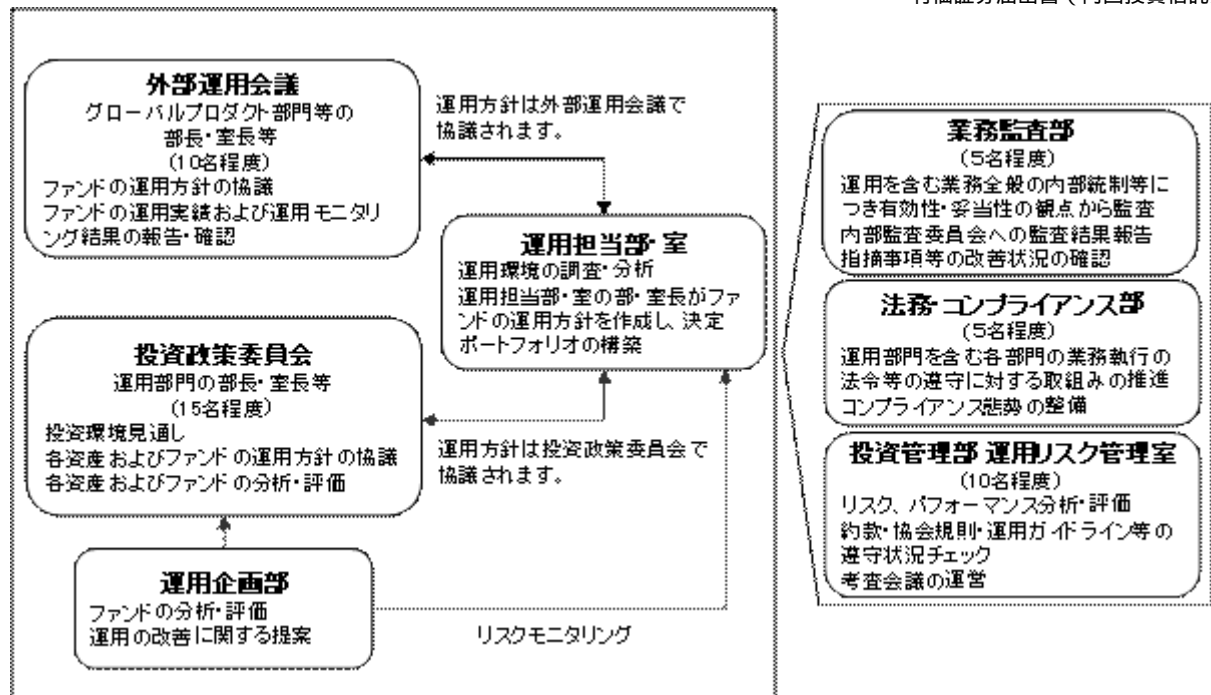 外部運用会議
グローバルプロダクト部門等の
部長・室長等
(10名程度)
ファンドの運用方針の協議
ファンドの運用実績および運用モニタリ
ング結果の報告・確認
運用方針は外部運用会議で
協議されます。
運用担当部・室
運用環境の調査・分析
運用担当部・室の部・室長がファ
ンドの運用方針を作成し、決定
ポートフォリオの構築
投資政策委員会
運用部門の部長・室長等
(15名程度)
投資環境見通し
各資産およびファンドの運用方針の協議
各資産およびファンドの分析・評価
運用方針は投資政策委員会で
協議されます。
運用企画部
ファンドの分析・評価
運用の改善に関する提案
リスクモニタリング
業務監査部
(5名程度)
運用を含む業務全般の内部統制等に
つき有効性・妥当性の観点から監査
内部監査委員会への監査結果報告
指摘事項等の改善状況の確認
法務・コンプライアンス部
(5名程度)
運用部門を含む各部門の業務執行の
法令等の遵守に対する取組みの推進
コンプライアンス態勢の整備
投資管理部 運用リスク管理室
(10名程度)
リスク、パフォーマンス分析・評価
約款・協会規則・運用ガイドライン等の
遵守状況チェック
考査会議の運営